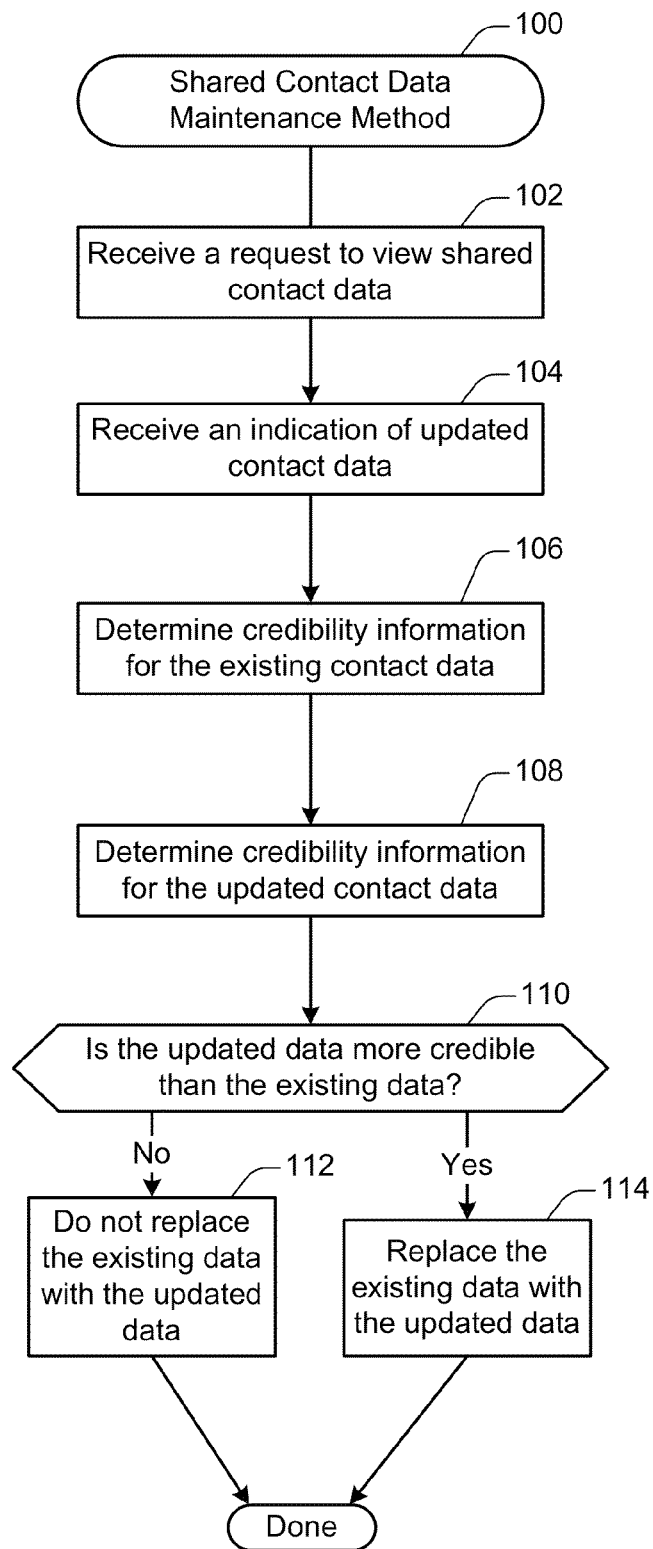 100
Shared Contact Data
Maintenance Method
102
Receive a request to view shared
contact data
104
Receive an indication of updated
contact data
106
Determine credibility information
for the existing contact data
108
Determine credibility information
for the updated contact data
110
Is the updated data more credible
than the existing data?
No
112
Do not replace
the existing data
with the updated
data
Yes
114
Replace the
existing data with
the updated data
Done